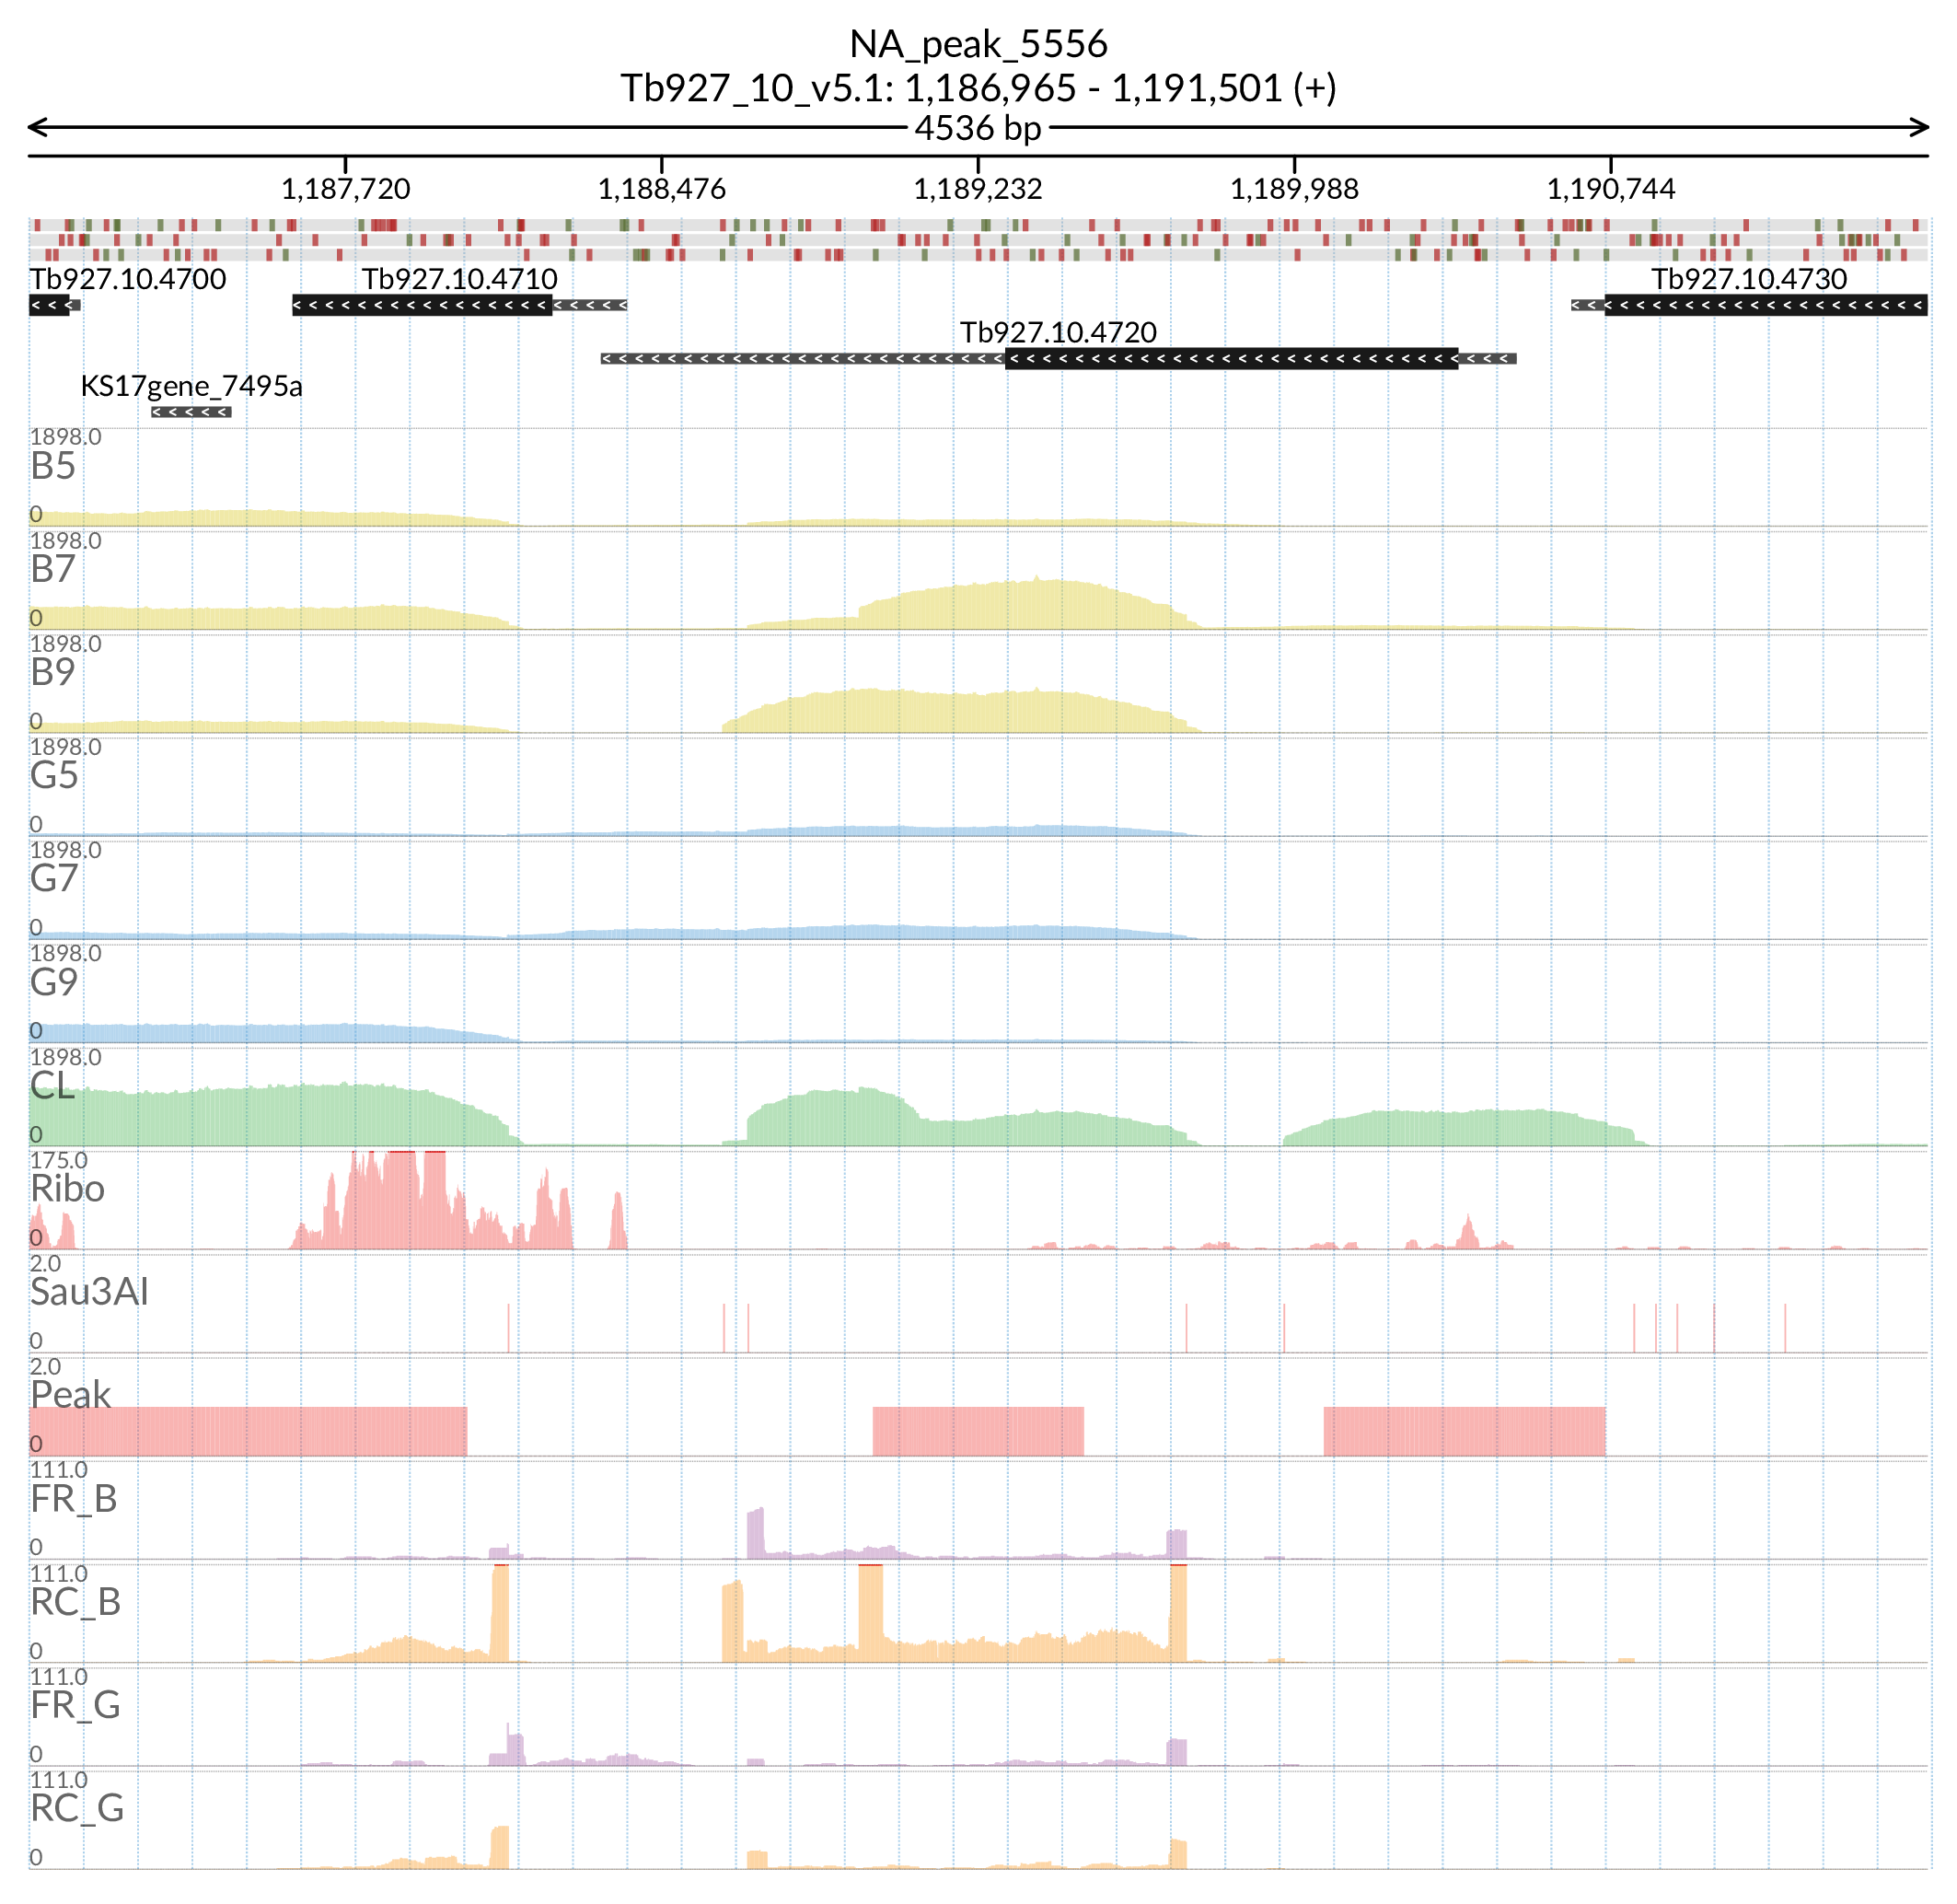 NA_peak_5556
Tb927_10_v5.1: 1,186,965 - 1,191,501 (+)
4536 bp
1,187,720 1,188,476 1,189,232 1,189,988 1,190,744
Tb927.10.4700 Tb927.10.4710 Tb927.10.4730
Tb927.10.4720
KS17gene_7495a
1898.0
B5
0
1898.0
B7
0
1898.0
B9
0
1898.0
G5
0
1898.0
G7
0
1898.0
G9
0
1898.0
CL
0
175.0
Ribo
0
2.0
Sau3AI
0
2.0
Peak
0
111.0
FR_B
0
111.0
RC_B
0
111.0
FR_G
0
111.0
RC_G
0